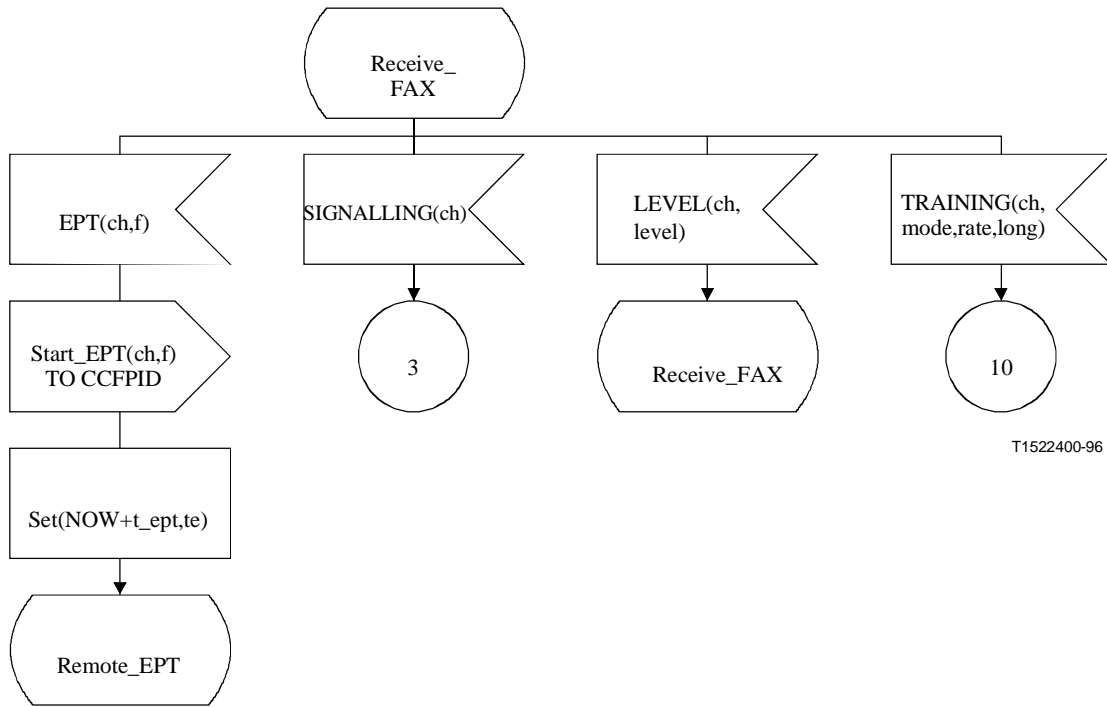 Receive_
FAX
EPT(ch,f)
SIGNALLING(ch)
LEVEL(ch,
level)
TRAINING(ch,
mode,rate,long)
Start_EPT(ch,f)
TO CCFPID
3
Receive_FAX
10
T1522400-96
Set(NOW+t_ept,te)
Remote_EPT